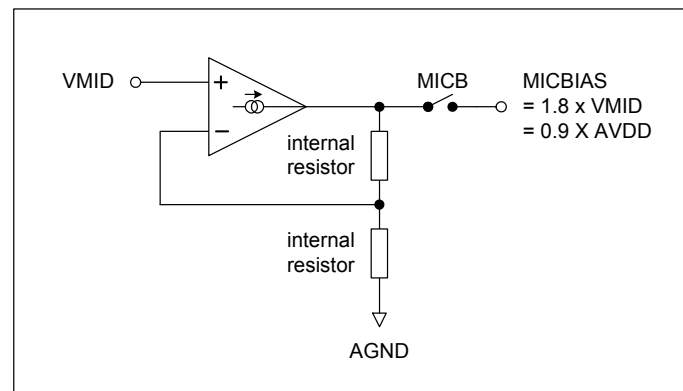 VMID
+
−
MICB
MICBIAS
= 1.8 x VMID
= 0.9 X AVDD
internal
resistor
internal
resistor
AGND